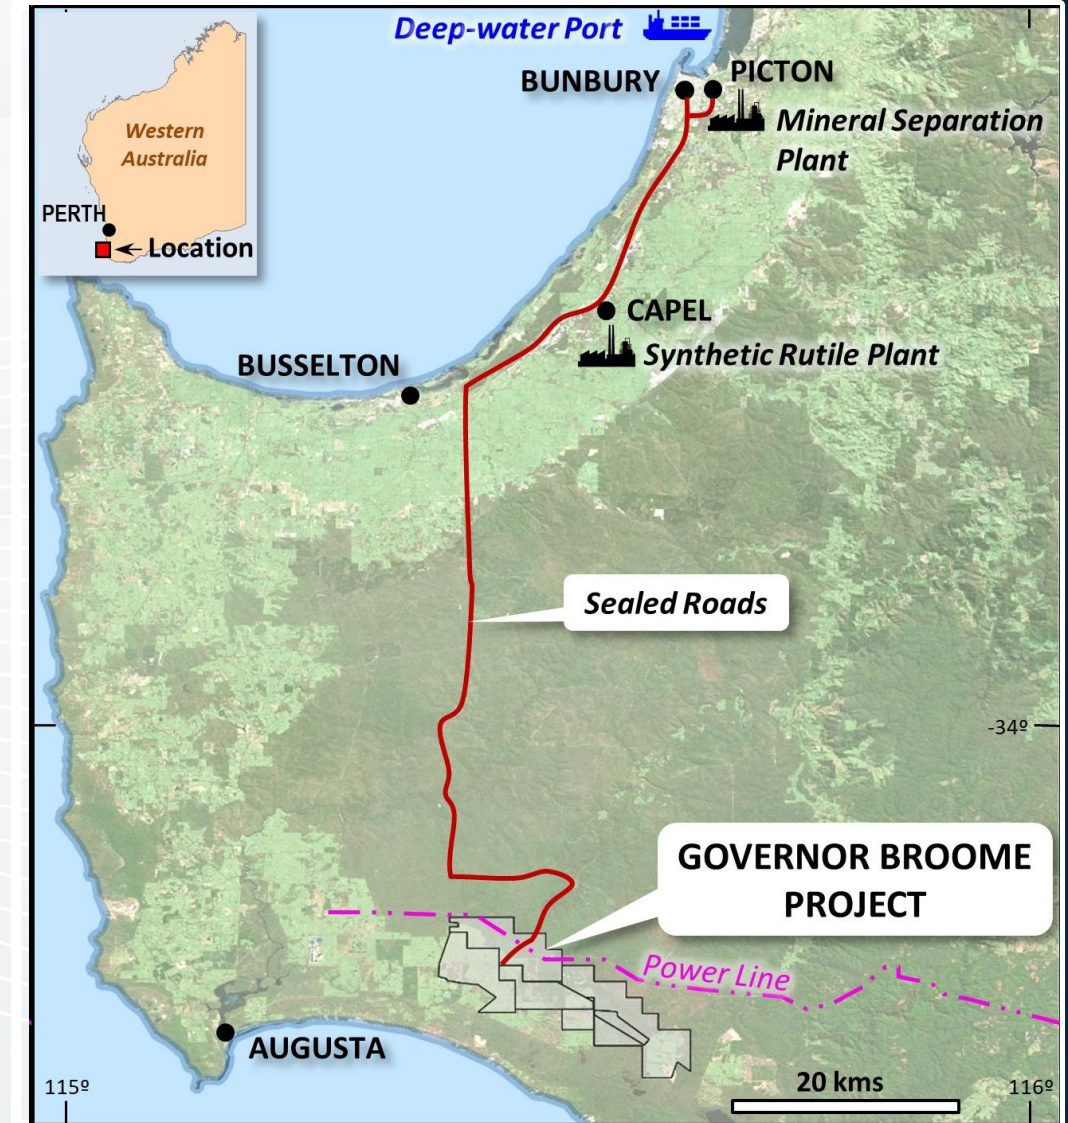 Deep-water Port
BUNBURY
PICTON
Mineral Separation
Plant
Western
Australia
PERTH
Location
CAPEL
Synthetic Rutile Plant
BUSSELTON
Sealed Roads
-34º
GOVERNOR BROOME
PROJECT
Power Line
AUGUSTA
20 kms
115º
116º